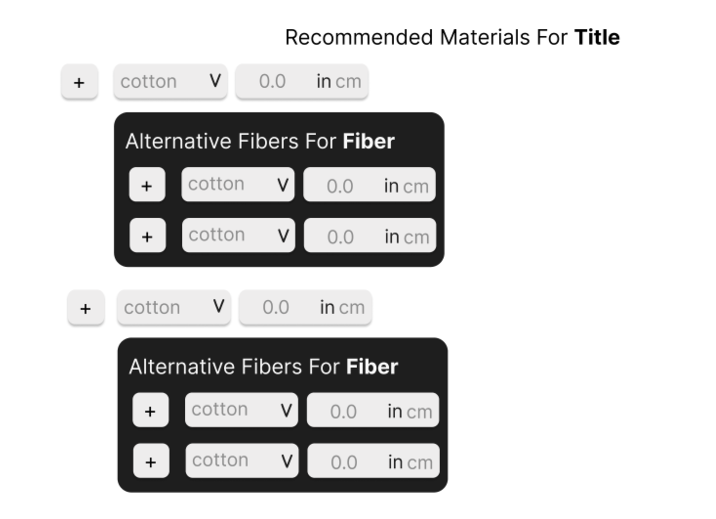 Recommended Materials For Title
+ cotton V 0.0 in cm
Alternative Fibers For Fiber
+ cotton V 0.0 in cm
+ cotton V 0.0 in cm
+ cotton V 0.0 in cm
Alternative Fibers For Fiber
+ cotton V 0.0 in cm
+ cotton V 0.0 in cm